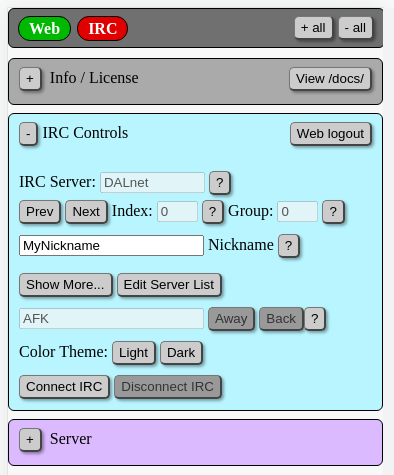 Web IRC + all - all
+ Info / License View /docs/
- IRC Controls Web logout
IRC Server: DALnet ?
Prev Next Index: 0 ? Group: 0 ?
MyNickname Nickname ?
Show More... Edit Server List
AFK Away Back ?
Color Theme: Light Dark
Connect IRC Disconnect IRC
+ Server